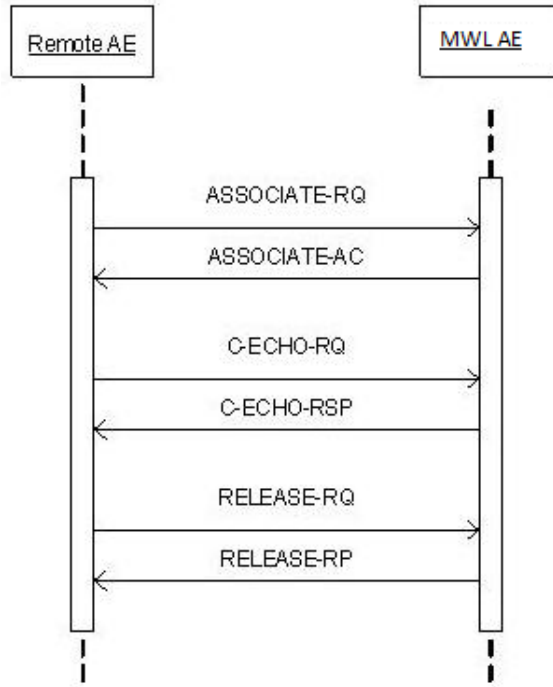 Remote AE
MWL AE
ASSOCIATE-RQ
ASSOCIATE-AC
C-ECHO-RQ
C-ECHO-RSP
RELEASE-RQ
RELEASE-RP